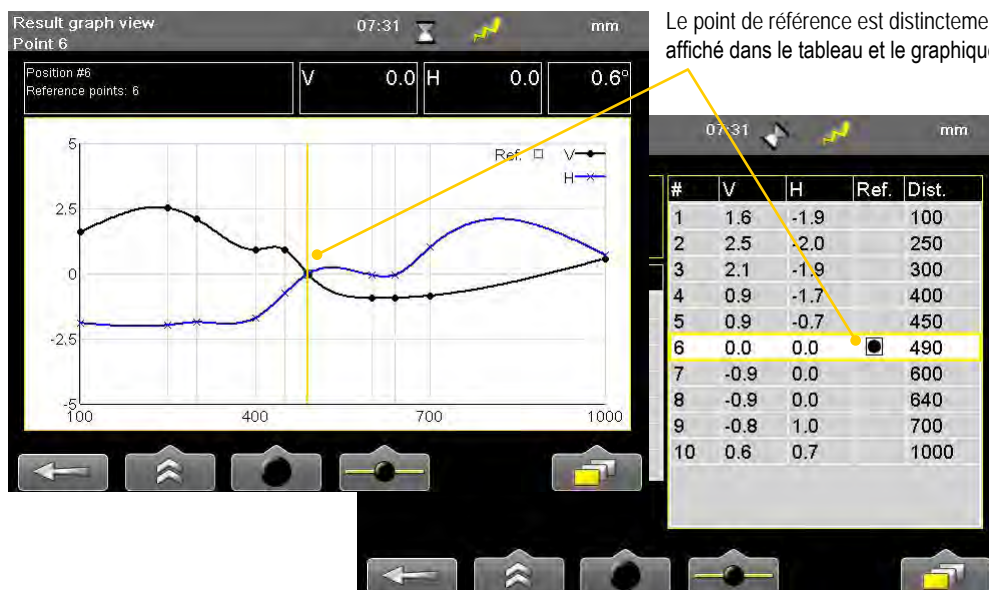 Result graph view
Point 6
07:31
mm
Position #6
Reference points: 6
V 0.0 H 0.0 0.6°
Ref. V
H
5
2.5
0
-2.5
-5
100 400 700 1000
Le point de référence est distincteme
affiché dans le tableau et le graphique
07:31
mm
# V H Ref. Dist.
1 1.6 -1.9 100
2 2.5 -2.0 250
3 2.1 -1.9 300
4 0.9 -1.7 400
5 0.9 -0.7 450
6 0.0 0.0 490
7 -0.9 0.0 600
8 -0.9 0.0 640
9 -0.8 1.0 700
10 0.6 0.7 1000